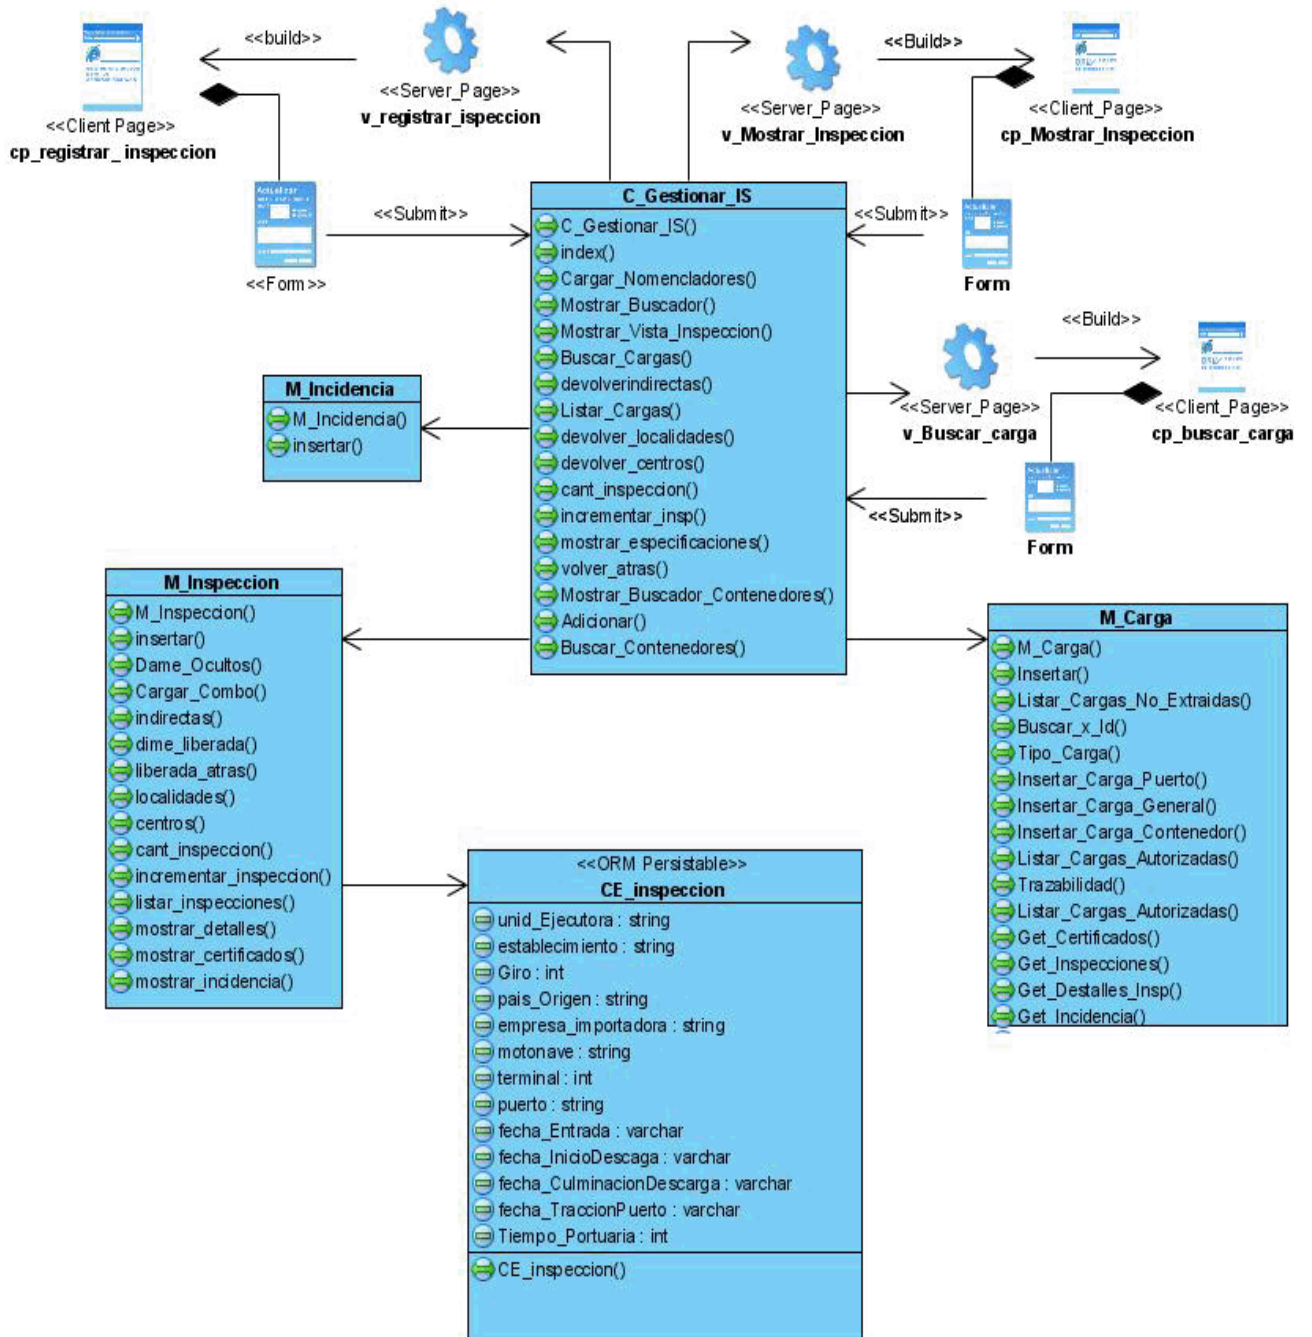 <<build>>
<<Build>>
<<Client Page>>
cp_registrar_ inspeccion
<<Server_Page>>
v_registrar_ispeccion
<<Server_Page>>
v_Mostrar_Inspeccion
<<Client_Page>>
cp_Mostrar_Inspeccion
Actualizar
<<Form>>
<<Submit>>
<<Submit>>
Form
C_Gestionar_IS
C_Gestionar_IS()
index()
Cargar_Nomencladores()
Mostrar_Buscador()
Mostrar_Vista_Inspeccion()
Buscar_Cargas()
devolverindirectas()
Listar_Cargas()
devolver_localidades()
devolver_centros()
cant_inspeccion()
incrementar_insp()
mostrar_especificaciones()
volver_atras()
Mostrar_Buscador_Contenedores()
Adicionar()
Buscar_Contenedores()
<<Build>>
<<Server_Page>>
v_Buscar_carga
<<Client_Page>>
cp_buscar_carga
Actualizar
<<Submit>>
Form
M_Incidencia
M_Incidencia()
insertar()
M_Inspeccion
M_Inspeccion()
insertar()
Dame_Ocultos()
Cargar_Combo()
indirectas()
dime_liberada()
liberada_atras()
localidades()
centros()
cant_inspeccion()
incrementar_inspeccion()
listar_inspecciones()
mostrar_detalles()
mostrar_certificados()
mostrar_incidencia()
M_Carga
M_Carga()
Insertar()
Listar_Cargas_No_Extraidas()
Buscar_x_Id()
Tipo_Carga()
Insertar_Carga_Puerto()
Insertar_Carga_General()
Insertar_Carga_Contenedor()
Listar_Cargas_Autorizadas()
Trazabilidad()
Listar_Cargas_Autorizadas()
Get_Certificados()
Get_Inspecciones()
Get_Destalles_Insp()
Get_Incidencia()
<<ORM Persistable>>
CE_inspeccion
unid_Ejecutora : string
establecimiento : string
Giro : int
pais_Origen : string
empresa_importadora : string
motonave : string
terminal : int
puerto : string
fecha_Entrada : varchar
fecha_InicioDescaga : varchar
fecha_CulminacionDescarga : varchar
fecha_TraccionPuerto : varchar
Tiempo_Portuaria : int
CE_inspeccion()